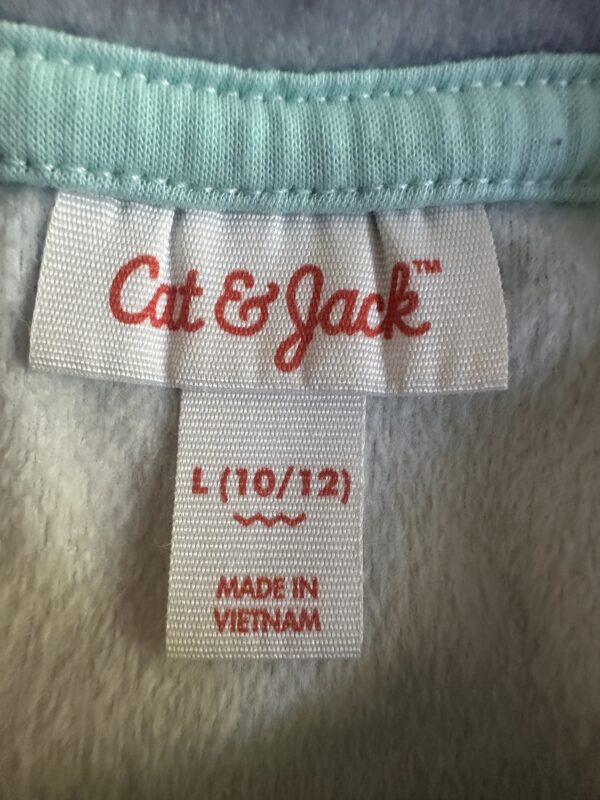 Cat & Jack™
L (10/12)
MADE IN
VIETNAM